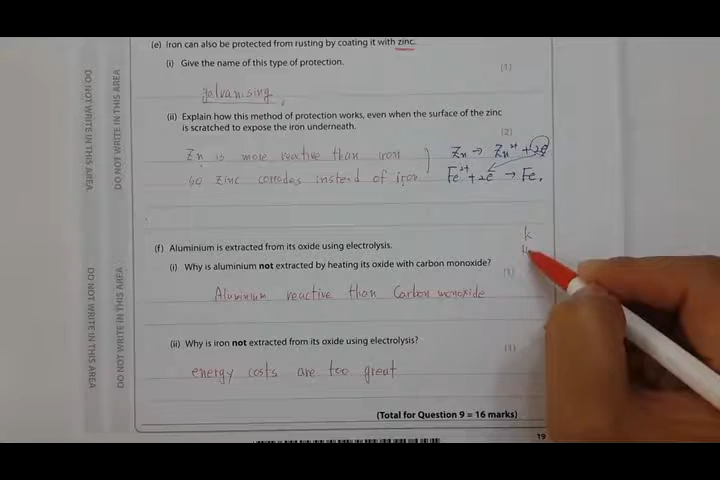 (e) Iron can also be protected from rusting by coating it with zinc.
(i) Give the name of this type of protection.
(1)
galvanising.
(ii) Explain how this method of protection works, even when the surface of the zinc
is scratched to expose the iron underneath.
(2)
Zn is more reactive than iron
so zinc corrodes instead of iron
Zn → Zn²⁺ + 2e
Fe²⁺ + 2e → Fe.
(f) Aluminium is extracted from its oxide using electrolysis.
(i) Why is aluminium not extracted by heating its oxide with carbon monoxide?
(1)
Aluminium reactive than Carbon monoxide
k
(ii) Why is iron not extracted from its oxide using electrolysis?
(1)
energy costs are too great
(Total for Question 9 = 16 marks)
19
DO NOT WRITE IN THIS AREA
DO NOT WRITE IN THIS AREA
DO NOT WRITE IN THIS AREA
DO NOT WRITE IN THIS AREA